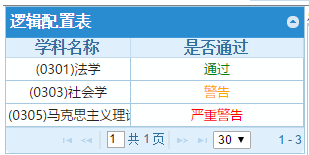 逻辑配置表
学科名称 是否通过
(0301)法学 通过
(0303)社会学 警告
(0305)马克思主义理论 严重警告
1 共 1 页 30 1 - 3